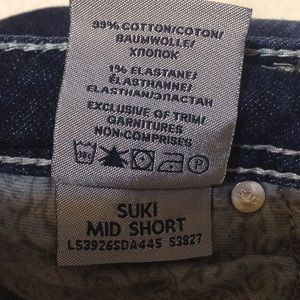 99% COTTON/COTON/
BAUMWOLLE/
ХЛОПОК
1% ELASTANE/
ÉLASTHANNE/
ELASTHAN/ЭЛАСТАН
EXCLUSIVE OF TRIM/
GARNITURES
NON-COMPRISES
30
P
SUKI
MID SHORT
L53926SDA445 S3827